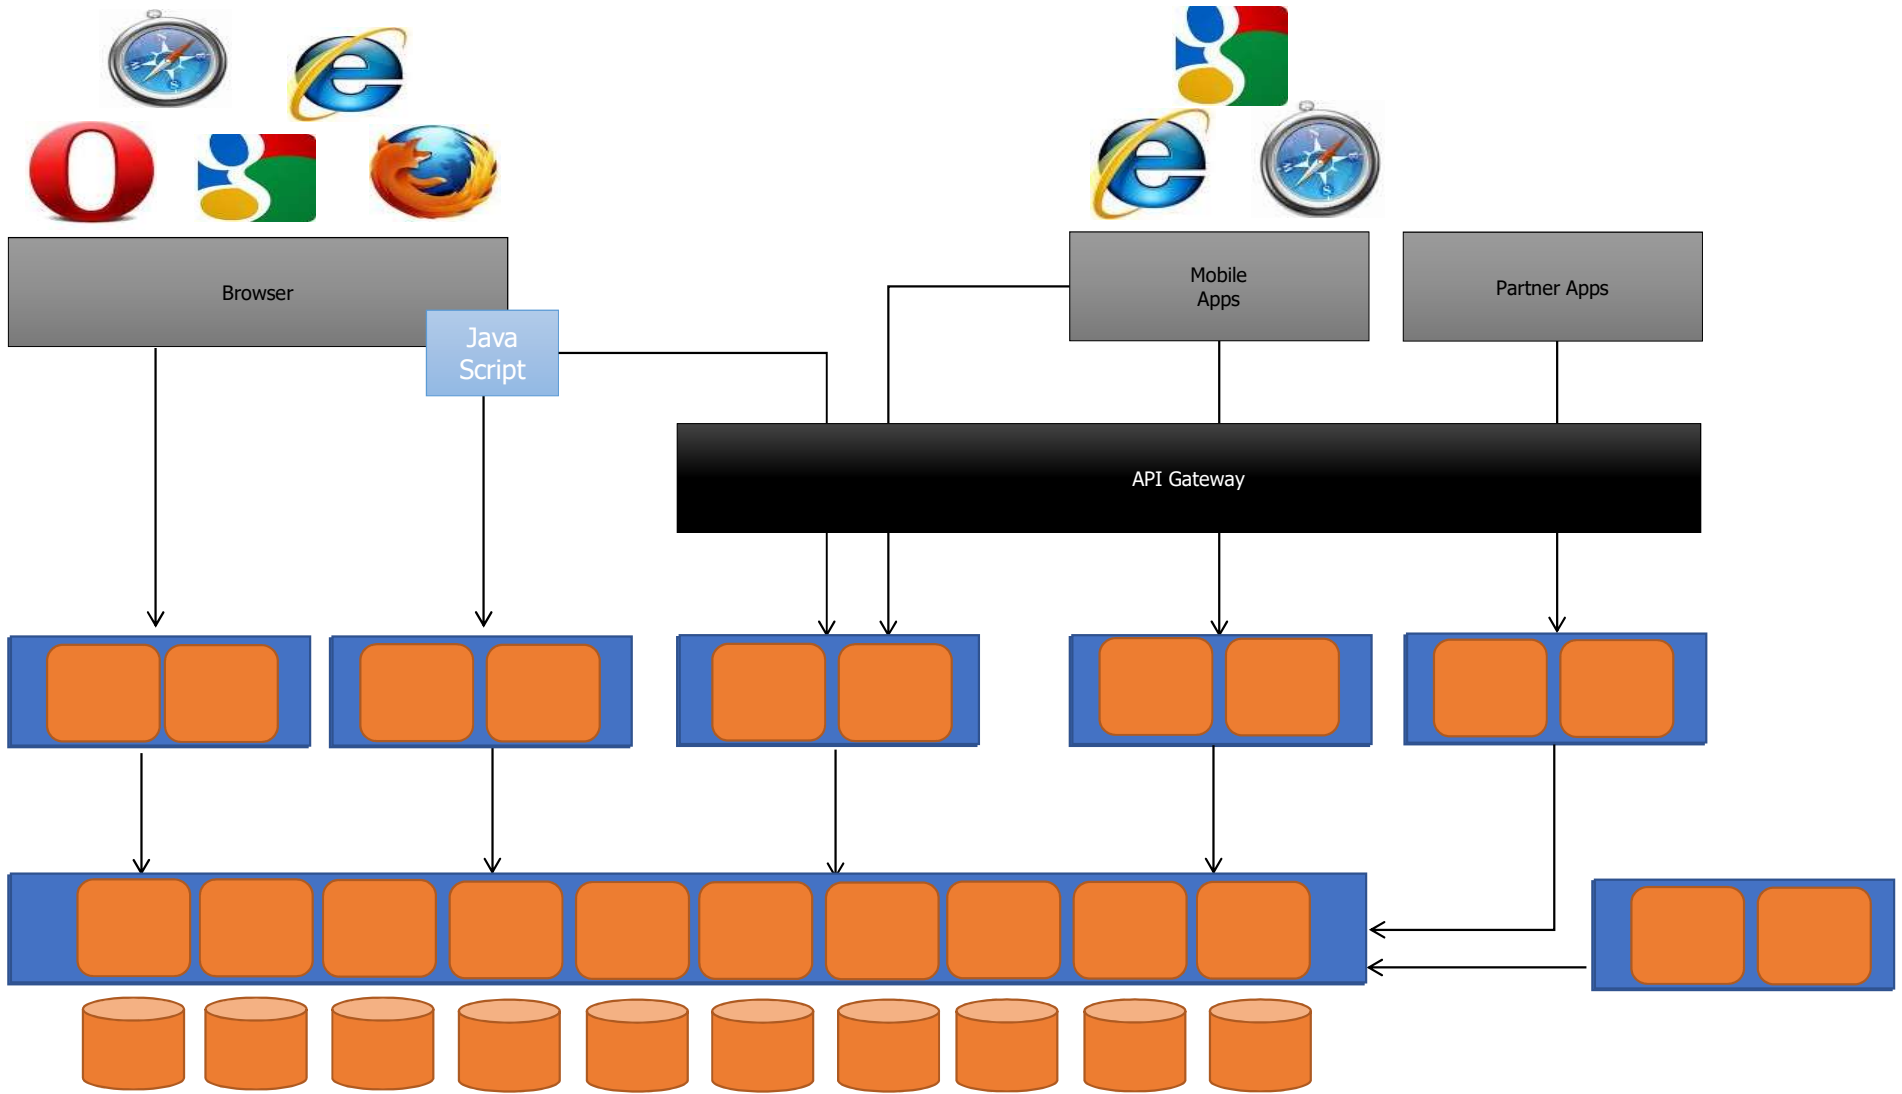 Browser
Java
Script
Mobile
Apps
Partner Apps
API Gateway